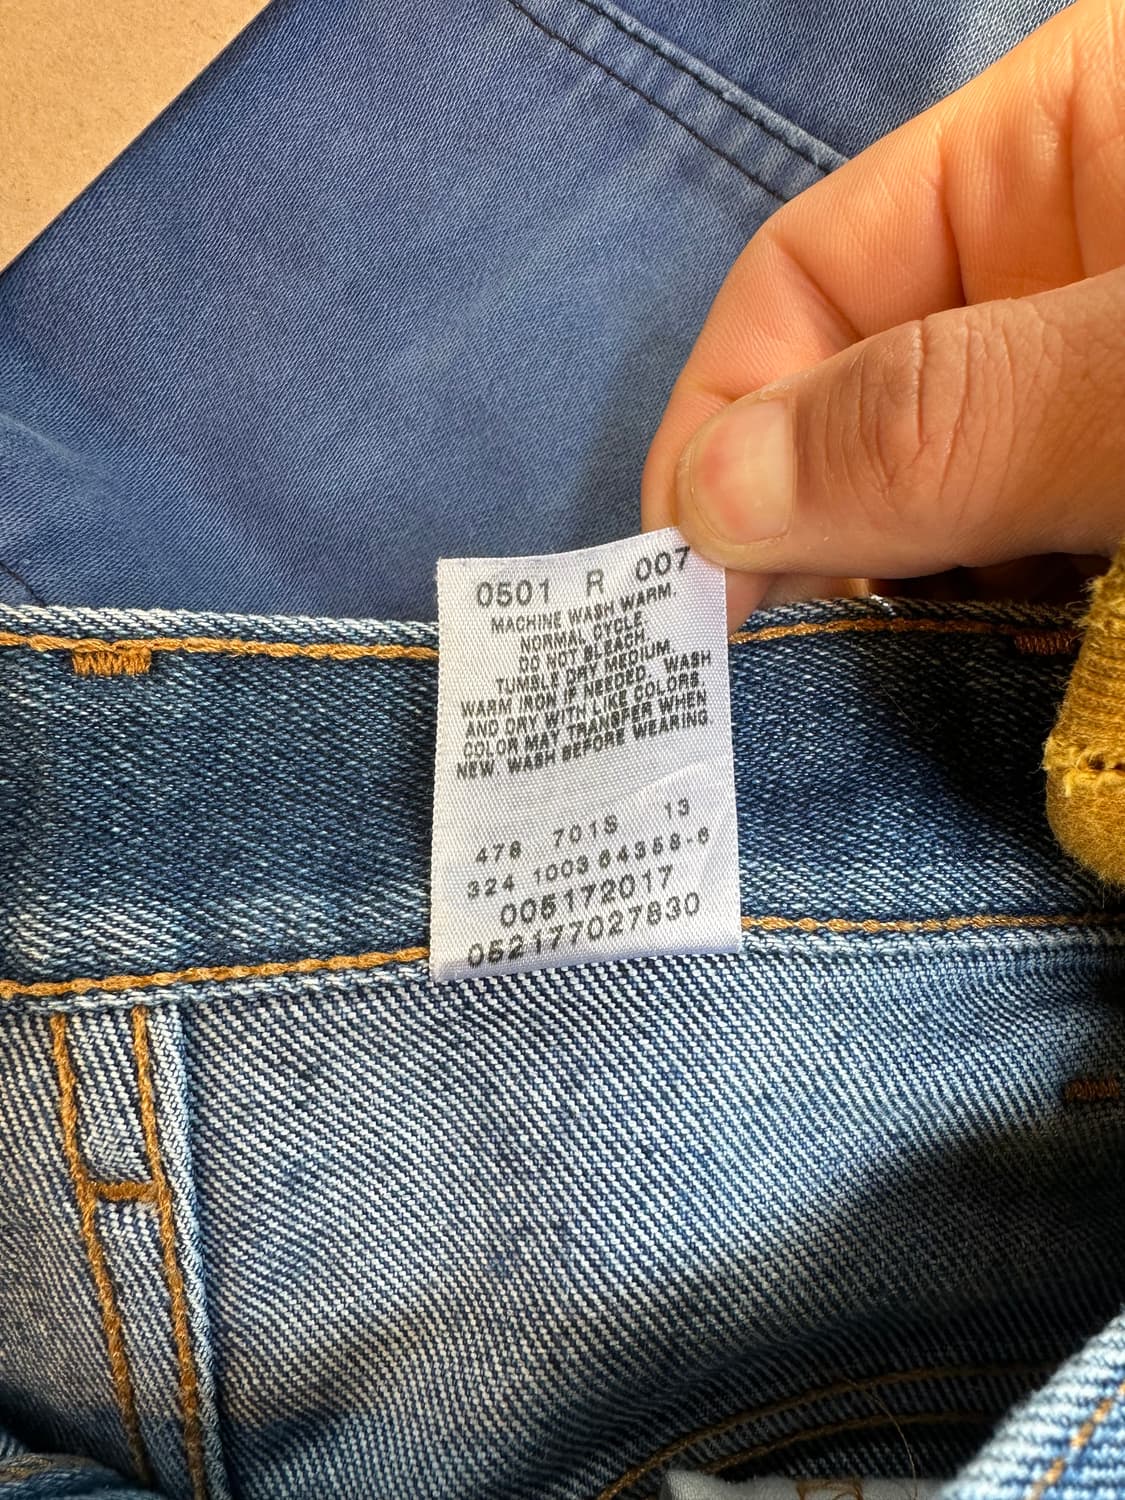 0501 R 007
MACHINE WASH WARM.
NORMAL CYCLE.
DO NOT BLEACH.
TUMBLE DRY MEDIUM.
WARM IRON IF NEEDED. WASH
AND DRY WITH LIKE COLORS
COLOR MAY TRANSFER WHEN
NEW. WASH BEFORE WEARING
478 701S 13
324 1003 64358-6
005172017
052177027830